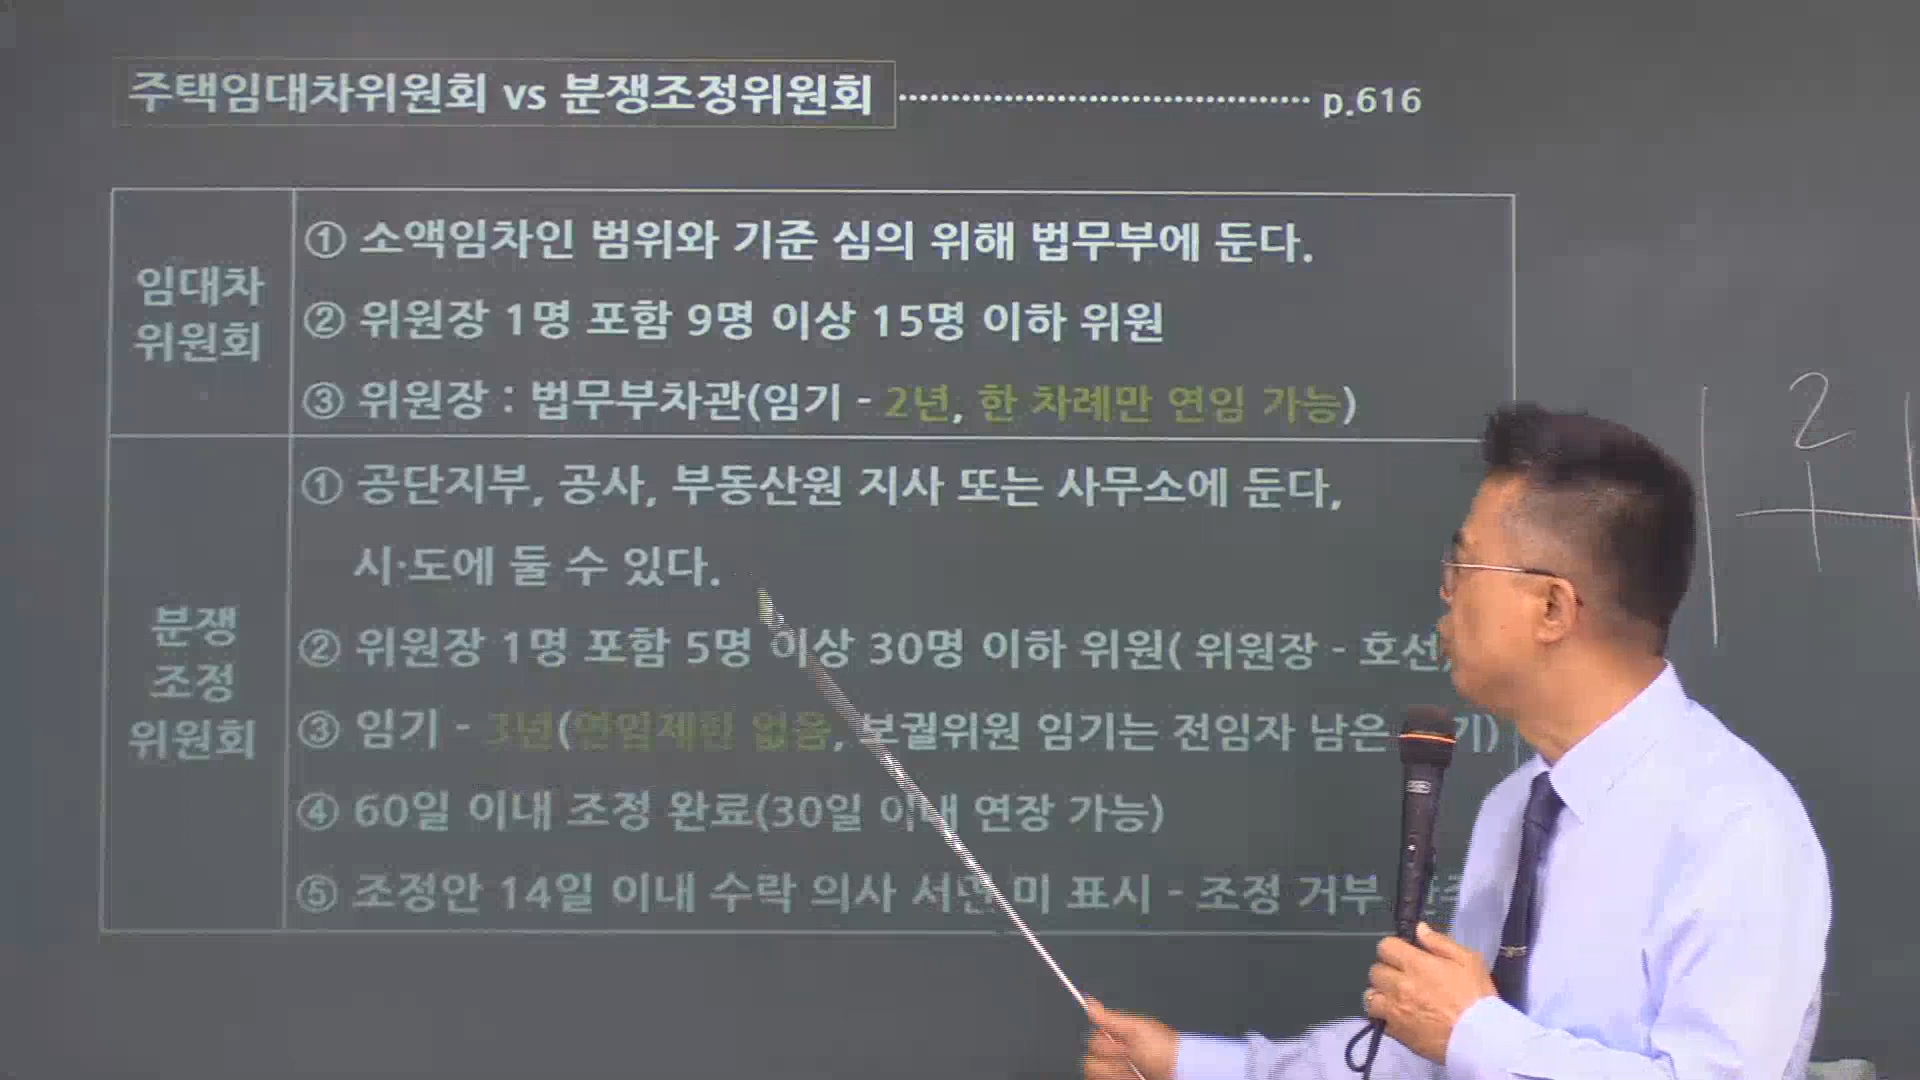 주택임대차위원회 vs 분쟁조정위원회 ································ p.616
임대차
위원회
① 소액임차인 범위와 기준 심의 위해 법무부에 둔다.
② 위원장 1명 포함 9명 이상 15명 이하 위원
③ 위원장 : 법무부차관(임기 - 2년, 한 차례만 연임 가능)
분쟁
조정
위원회
① 공단지부, 공사, 부동산원 지사 또는 사무소에 둔다,
시·도에 둘 수 있다.
② 위원장 1명 포함 5명 이상 30명 이하 위원( 위원장 - 호선)
③ 임기 - 3년(연임제한 없음, 보궐위원 임기는 전임자 남은 기)
④ 60일 이내 조정 완료(30일 이내 연장 가능)
⑤ 조정안 14일 이내 수락 의사 서면 미 표시 - 조정 거부
2